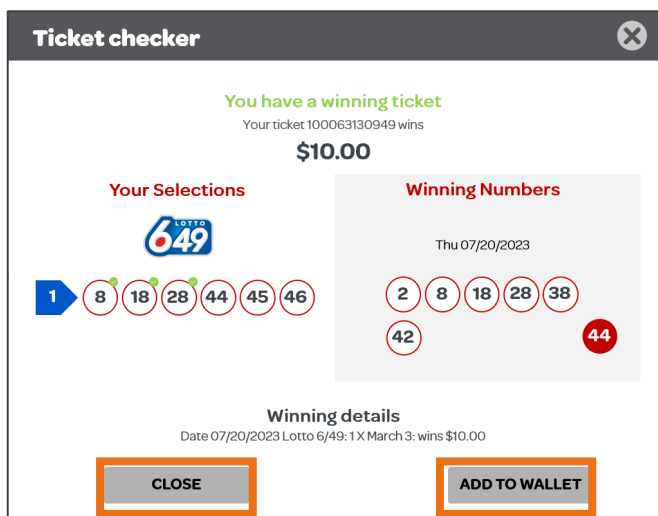 Ticket checker
You have a winning ticket
Your ticket 100063130949 wins
$10.00
Your Selections
LOTTO
649
1 8 18 28 44 45 46
Winning Numbers
Thu 07/20/2023
2 8 18 28 38
42 44
Winning details
Date 07/20/2023 Lotto 6/49: 1 X March 3: wins $10.00
CLOSE ADD TO WALLET